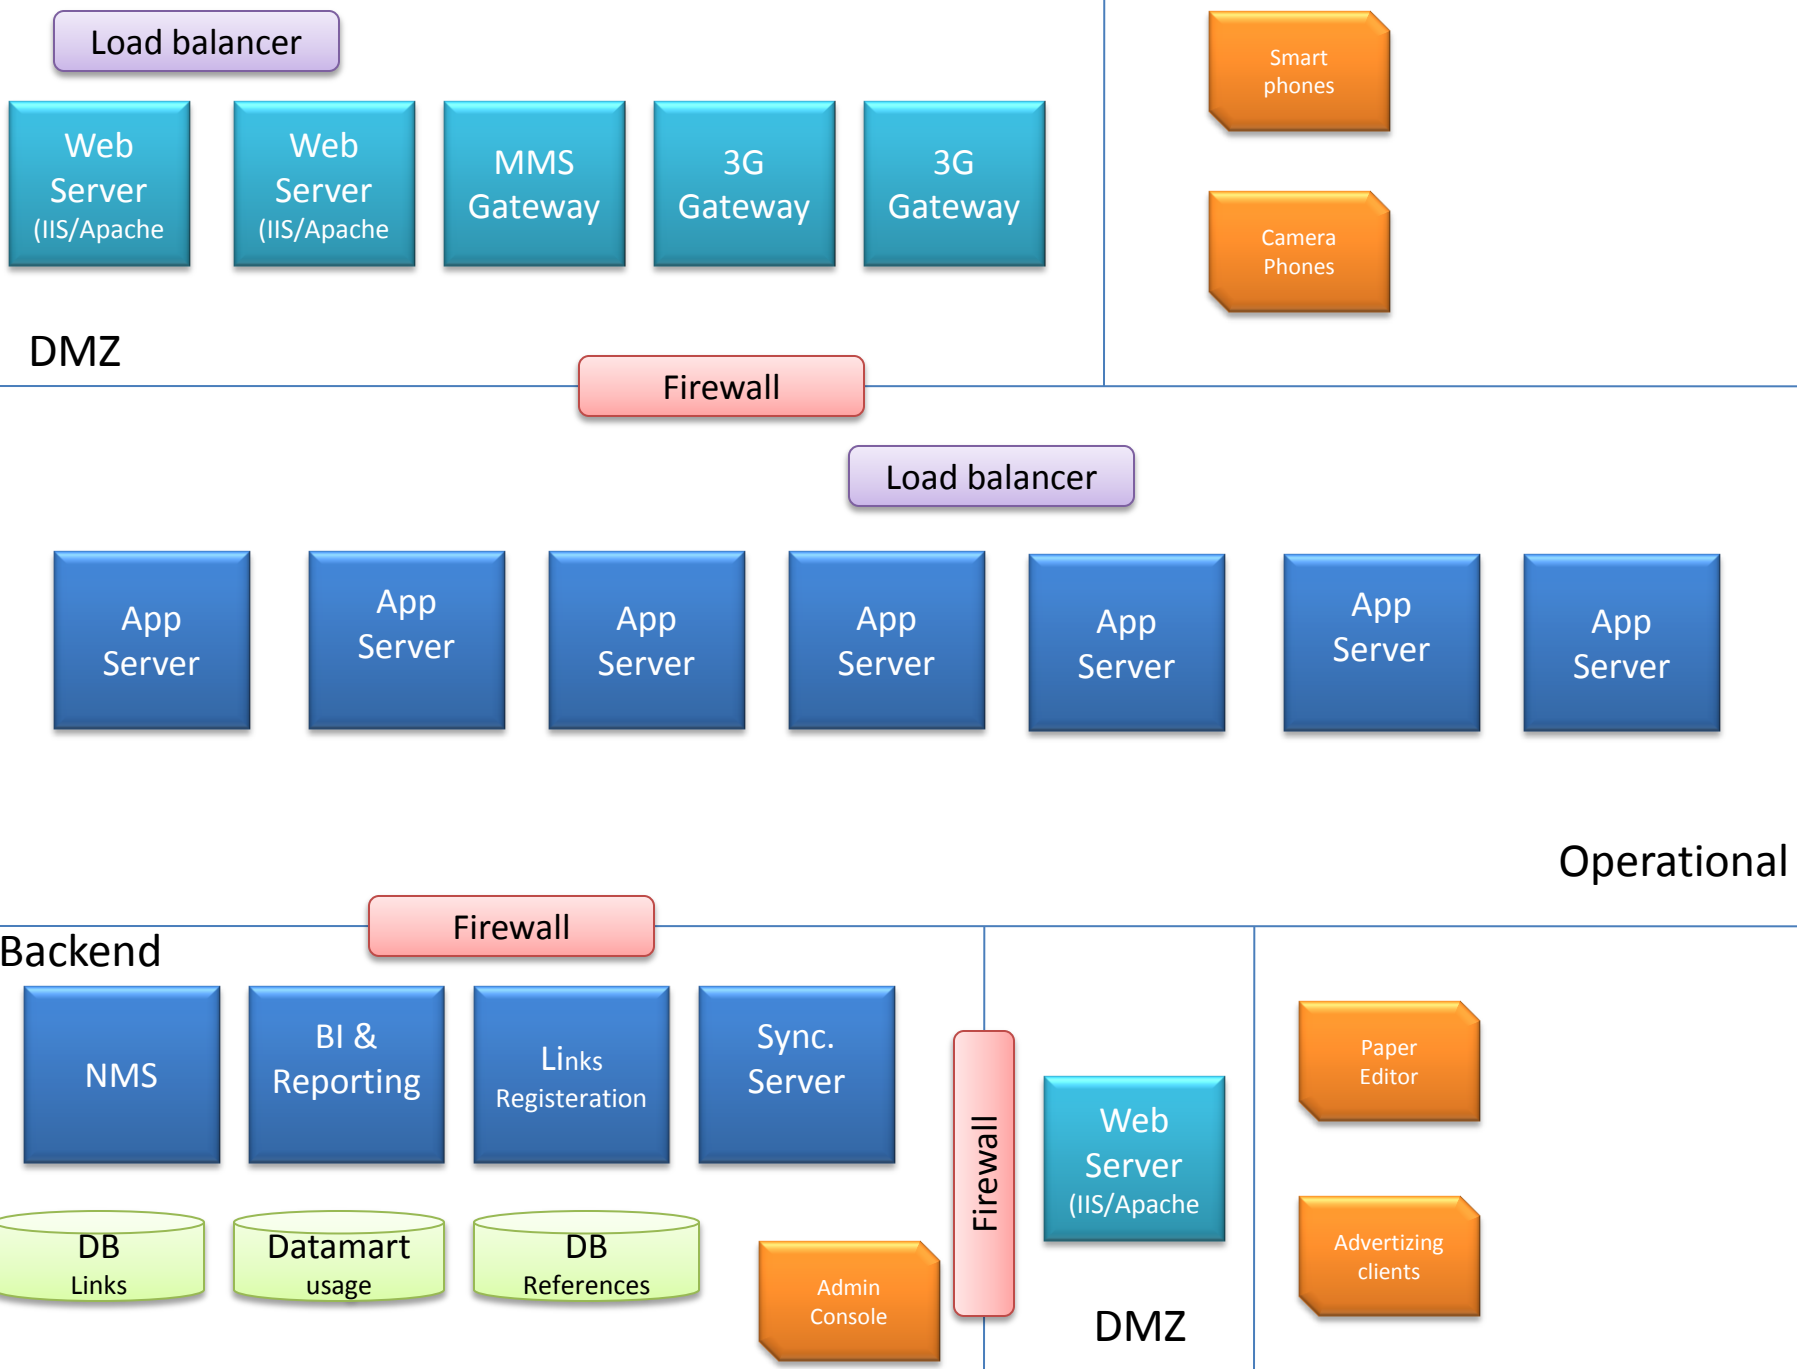 Load balancer
Smart
phones
Web
Server
(IIS/Apache
Web
Server
(IIS/Apache
MMS
Gateway
3G
Gateway
3G
Gateway
Camera
Phones
DMZ
Firewall
Load balancer
App
Server
App
Server
App
Server
App
Server
App
Server
App
Server
App
Server
Operational
Firewall
Backend
NMS
BI &
Reporting
Links
Registeration
Sync.
Server
Paper
Editor
Firewall
Web
Server
(IIS/Apache
DB
Links
Datamart
usage
DB
References
Admin
Console
Advertizing
clients
DMZ